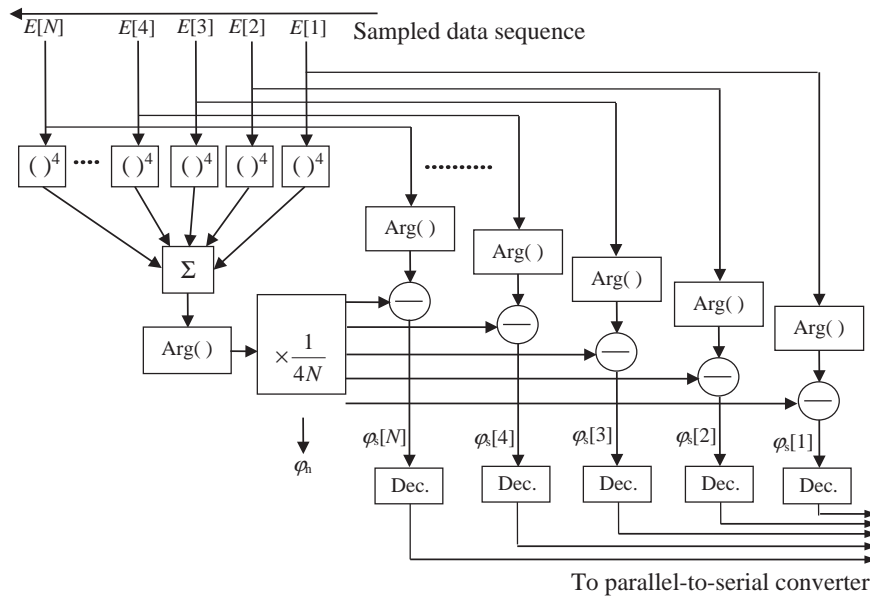 E[N] E[4] E[3] E[2] E[1]
Sampled data sequence
( )⁴ .... ( )⁴ ( )⁴ ( )⁴ ( )⁴
..........
Arg( )
Arg( )
Arg( )
Arg( )
Arg( )
Σ
Arg( )
× 1/4N
— — — — —
φₙ
φₛ[N] φₛ[4] φₛ[3] φₛ[2] φₛ[1]
Dec. Dec. Dec. Dec. Dec.
To parallel-to-serial converter